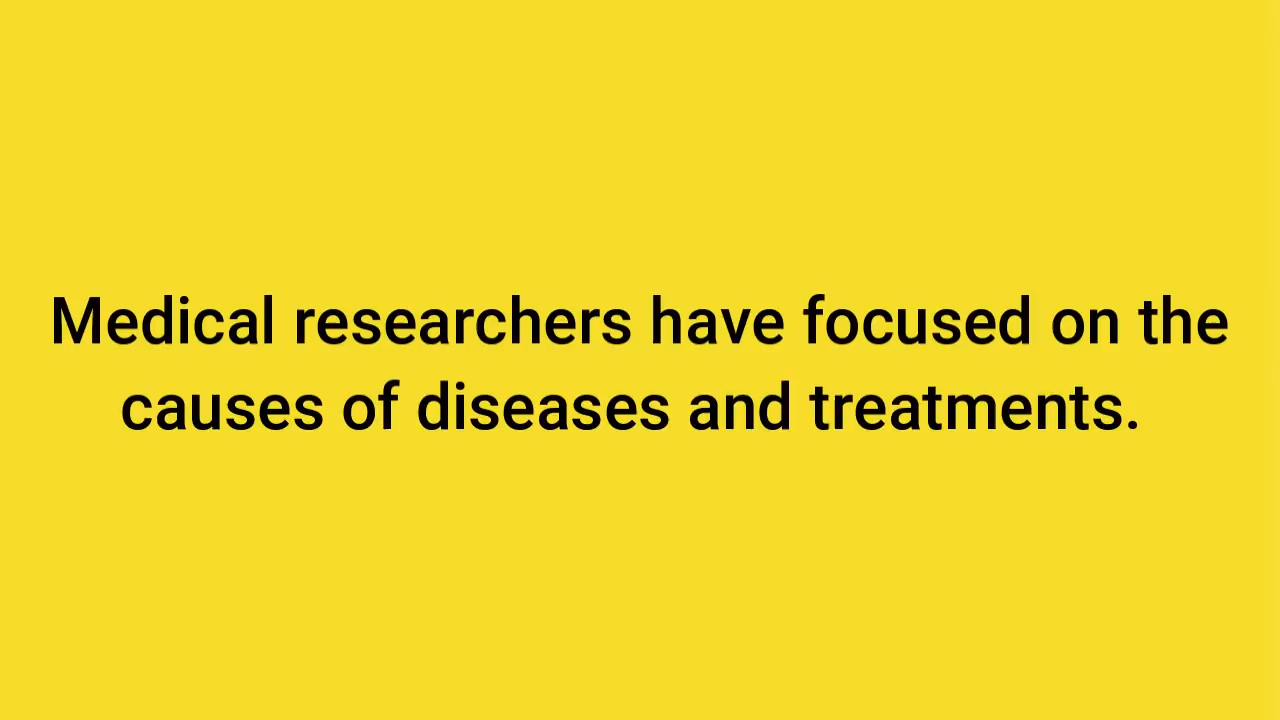 Medical researchers have focused on the
causes of diseases and treatments.